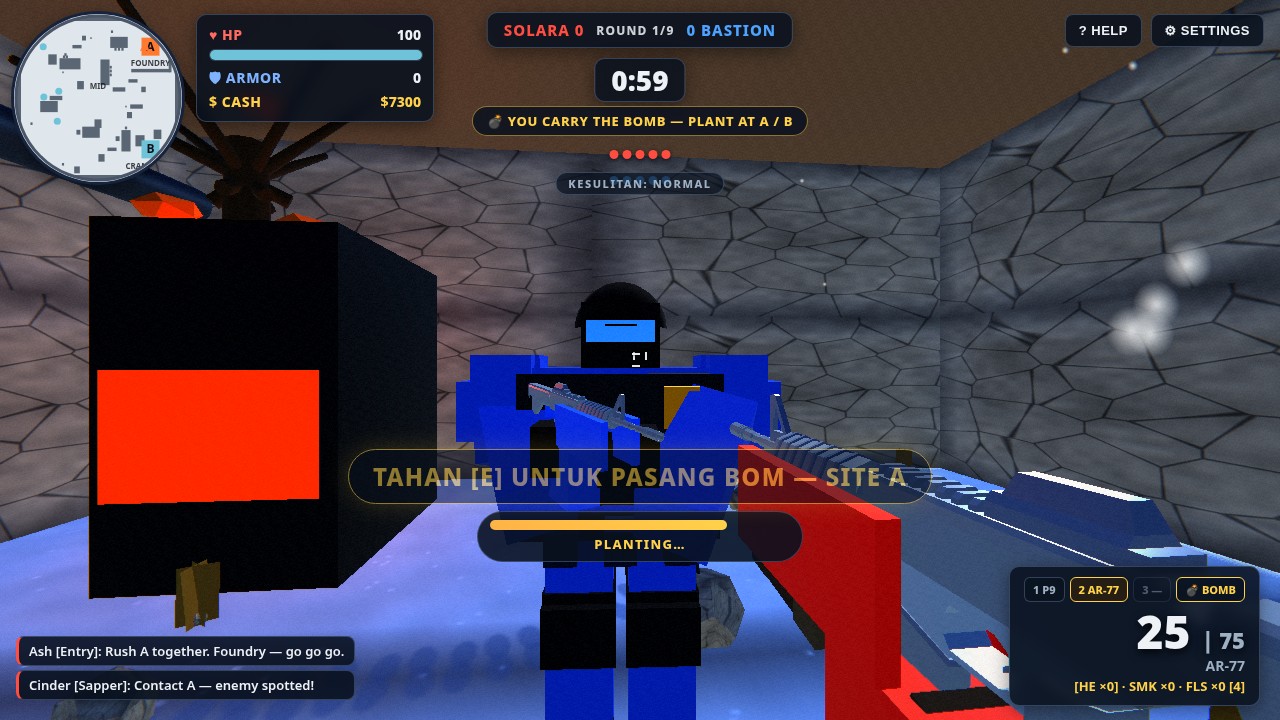 A
FOUNDRY
MID
B
♥ HP 100
🛡 ARMOR 0
$ CASH $7300
SOLARA 0 ROUND 1/9 0 BASTION
0:59
💣 YOU CARRY THE BOMB — PLANT AT A / B
KESULITAN: NORMAL
? HELP
⚙ SETTINGS
TAHAN [E] UNTUK PASANG BOM — SITE A
PLANTING…
Ash [Entry]: Rush A together. Foundry — go go go.
Cinder [Sapper]: Contact A — enemy spotted!
1 P9 2 AR-77 3 — 💣 BOMB
25 | 75
AR-77
[HE ×0] · SMK ×0 · FLS ×0 [4]